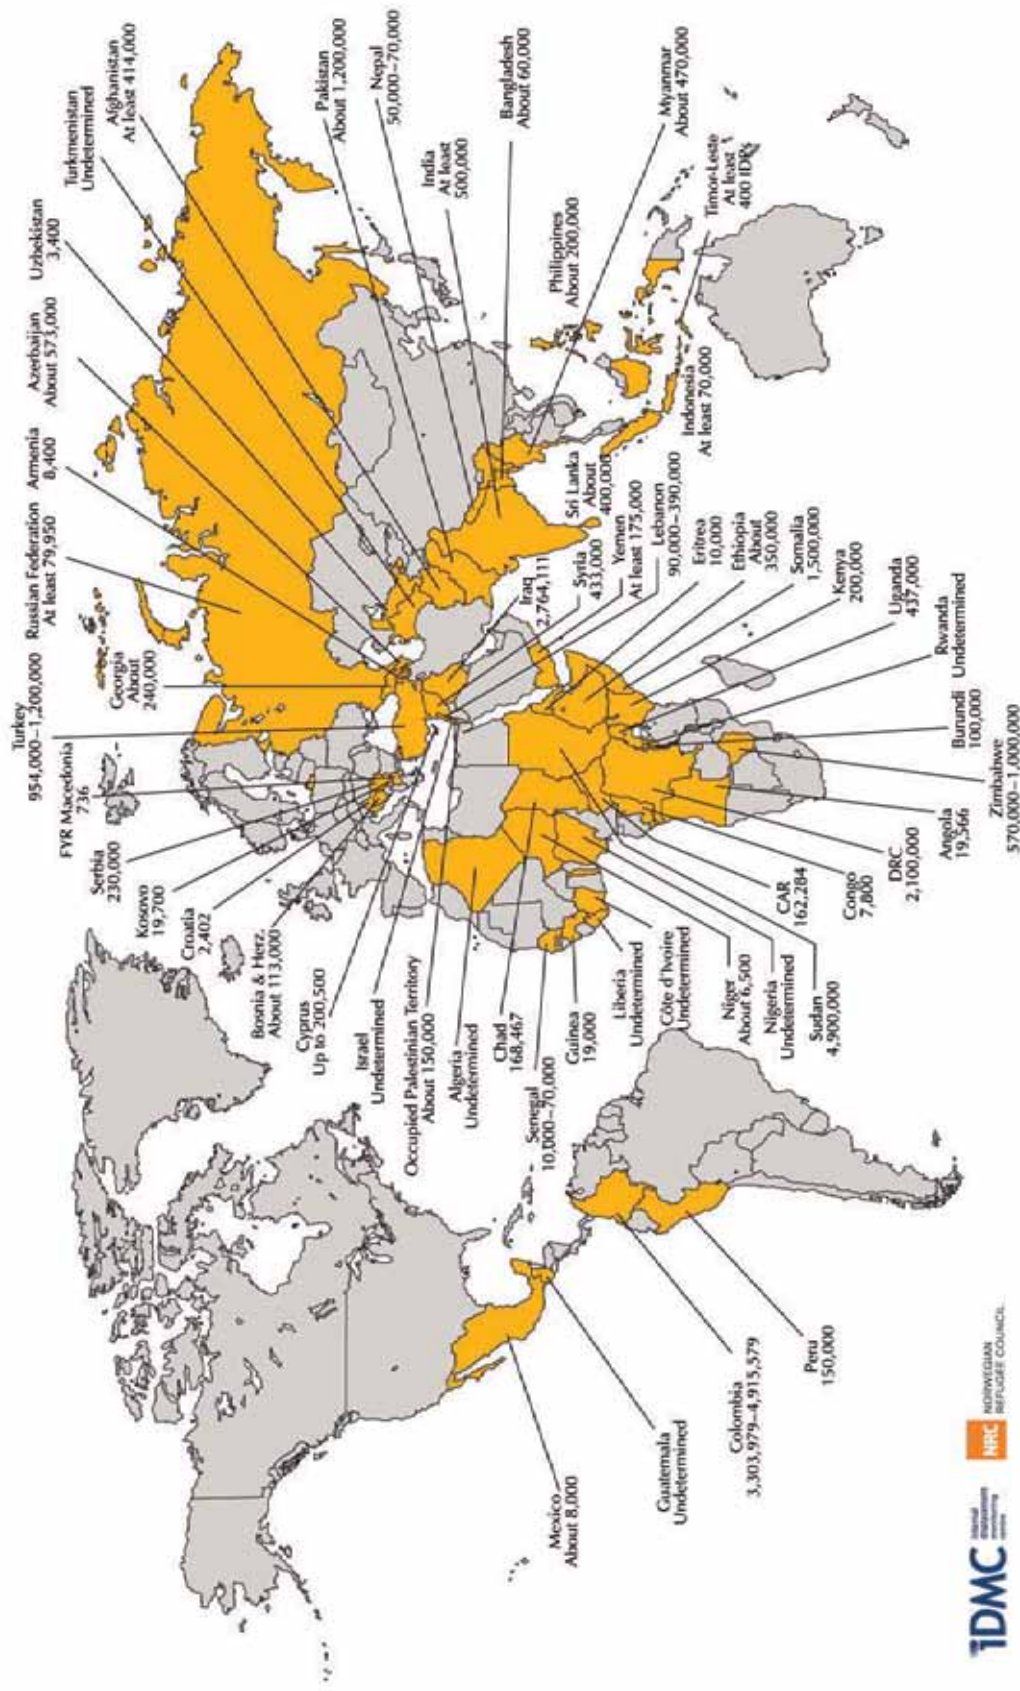 Turkey
954,000–1,200,000
Russian Federation
At least 79,950
Armenia
8,400
Azerbaijan
About 573,000
Uzbekistan
3,400
Turkmenistan
Undetermined
Afghanistan
At least 414,000
Pakistan
About 1,200,000
Nepal
50,000–70,000
India
At least
500,000
Bangladesh
About 60,000
Myanmar
About 470,000
Philippines
About 200,000
Timor-Leste
At least
400 IDPs
Indonesia
At least 70,000
Sri Lanka
About
400,000
Georgia
About
240,000
FYR Macedonia
736
Serbia
230,000
Kosovo
19,700
Croatia
2,402
Bosnia & Herz.
About 113,000
Cyprus
Up to 200,500
Israel
Undetermined
Occupied Palestinian Territory
About 150,000
Algeria
Undetermined
Chad
168,467
Senegal
10,000–70,000
Guinea
19,000
Liberia
Undetermined
Côte d'Ivoire
Undetermined
Niger
About 6,500
Nigeria
Undetermined
Sudan
4,900,000
CAR
162,284
Congo
7,800
DRC
2,100,000
Angola
19,566
Zimbabwe
570,000–1,000,000
Burundi
100,000
Rwanda
Undetermined
Uganda
437,000
Kenya
200,000
Somalia
1,500,000
Ethiopia
About
350,000
Eritrea
10,000
Lebanon
90,000–390,000
Yemen
At least 175,000
Syria
433,000
Iraq
2,764,111
Mexico
About 8,000
Guatemala
Undetermined
Colombia
3,303,979–4,915,579
Peru
150,000
iDMC
internal
displacement
monitoring
centre
NRC
NORWEGIAN
REFUGEE COUNCIL